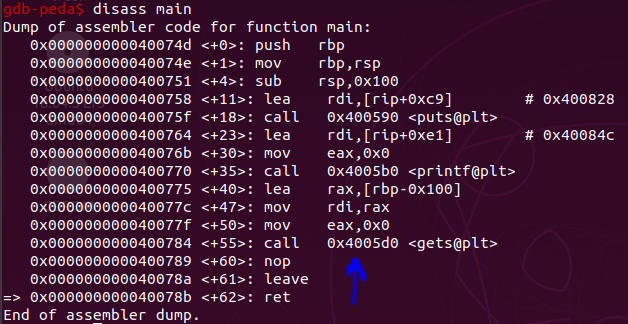 gdb-peda$ disass main
Dump of assembler code for function main:
   0x000000000040074d <+0>: push   rbp
   0x000000000040074e <+1>: mov    rbp,rsp
   0x0000000000400751 <+4>: sub    rsp,0x100
   0x0000000000400758 <+11>: lea    rdi,[rip+0xc9]        # 0x400828
   0x000000000040075f <+18>: call   0x400590 <puts@plt>
   0x0000000000400764 <+23>: lea    rdi,[rip+0xe1]        # 0x40084c
   0x000000000040076b <+30>: mov    eax,0x0
   0x0000000000400770 <+35>: call   0x4005b0 <printf@plt>
   0x0000000000400775 <+40>: lea    rax,[rbp-0x100]
   0x000000000040077c <+47>: mov    rdi,rax
   0x000000000040077f <+50>: mov    eax,0x0
   0x0000000000400784 <+55>: call   0x4005d0 <gets@plt>
   0x0000000000400789 <+60>: nop
   0x000000000040078a <+61>: leave
=> 0x000000000040078b <+62>: ret
End of assembler dump.